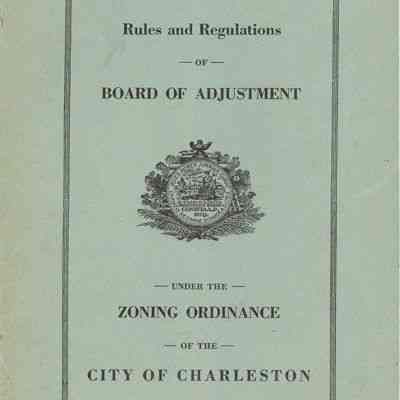 Rules and Regulations
— OF —
BOARD OF ADJUSTMENT
— UNDER THE —
ZONING ORDINANCE
— OF THE —
CITY OF CHARLESTON